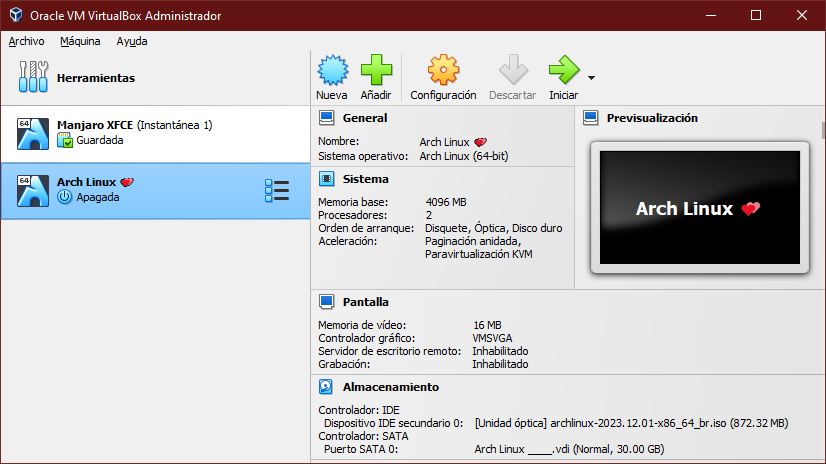 Oracle VM VirtualBox Administrador
Archivo Máquina Ayuda
Herramientas
Nueva Añadir Configuración Descartar Iniciar
64
Manjaro XFCE (Instantánea 1)
Guardada
64
Arch Linux 💕
Apagada
General
Nombre: Arch Linux 💕
Sistema operativo: Arch Linux (64-bit)
Sistema
Memoria base: 4096 MB
Procesadores: 2
Orden de arranque: Disquete, Óptica, Disco duro
Aceleración: Paginación anidada,
Paravirtualización KVM
Previsualización
Arch Linux 💕
Pantalla
Memoria de vídeo: 16 MB
Controlador gráfico: VMSVGA
Servidor de escritorio remoto: Inhabilitado
Grabación: Inhabilitado
Almacenamiento
Controlador: IDE
Dispositivo IDE secundario 0: [Unidad óptica] archlinux-2023.12.01-x86_64_br.iso (872.32 MB)
Controlador: SATA
Puerto SATA 0: Arch Linux ____.vdi (Normal, 30.00 GB)